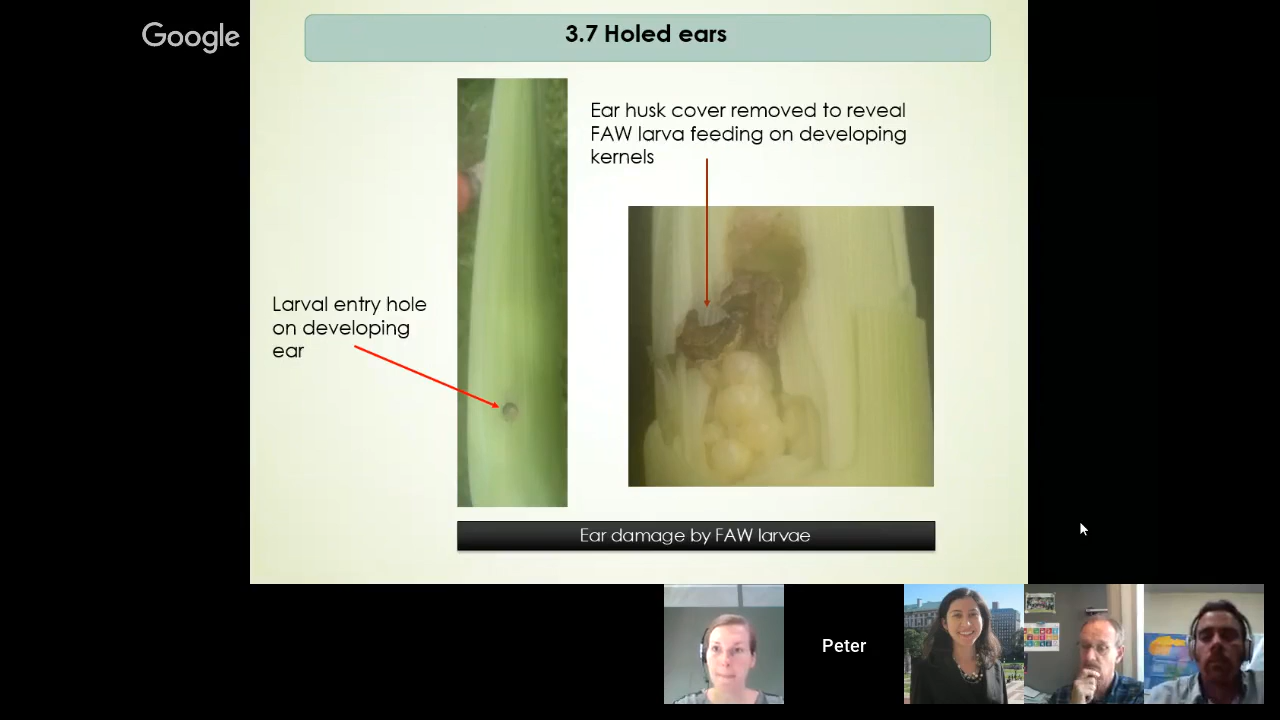 Google
3.7 Holed ears
Ear husk cover removed to reveal
FAW larva feeding on developing
kernels
Larval entry hole
on developing
ear
Ear damage by FAW larvae
Peter